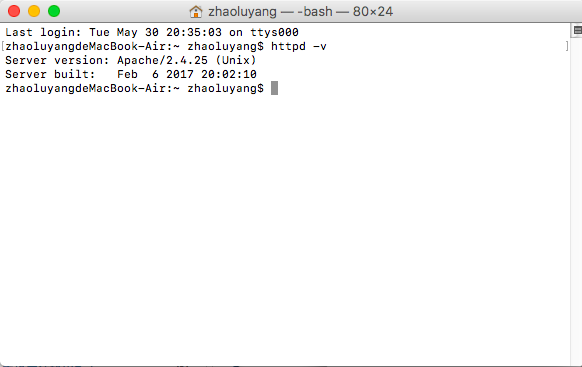 zhaoluyang — -bash — 80×24
Last login: Tue May 30 20:35:03 on ttys000
[zhaoluyangdeMacBook-Air:~ zhaoluyang$ httpd -v ]
Server version: Apache/2.4.25 (Unix)
Server built:   Feb  6 2017 20:02:10
zhaoluyangdeMacBook-Air:~ zhaoluyang$